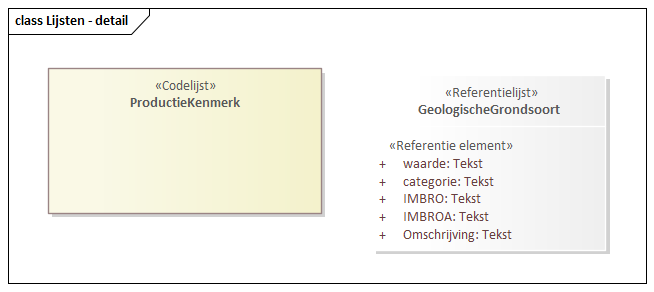 class Lijsten - detail
«Codelijst»
ProductieKenmerk
«Referentielijst»
GeologischeGrondsoort
«Referentie element»
+ waarde: Tekst
+ categorie: Tekst
+ IMBRO: Tekst
+ IMBROA: Tekst
+ Omschrijving: Tekst